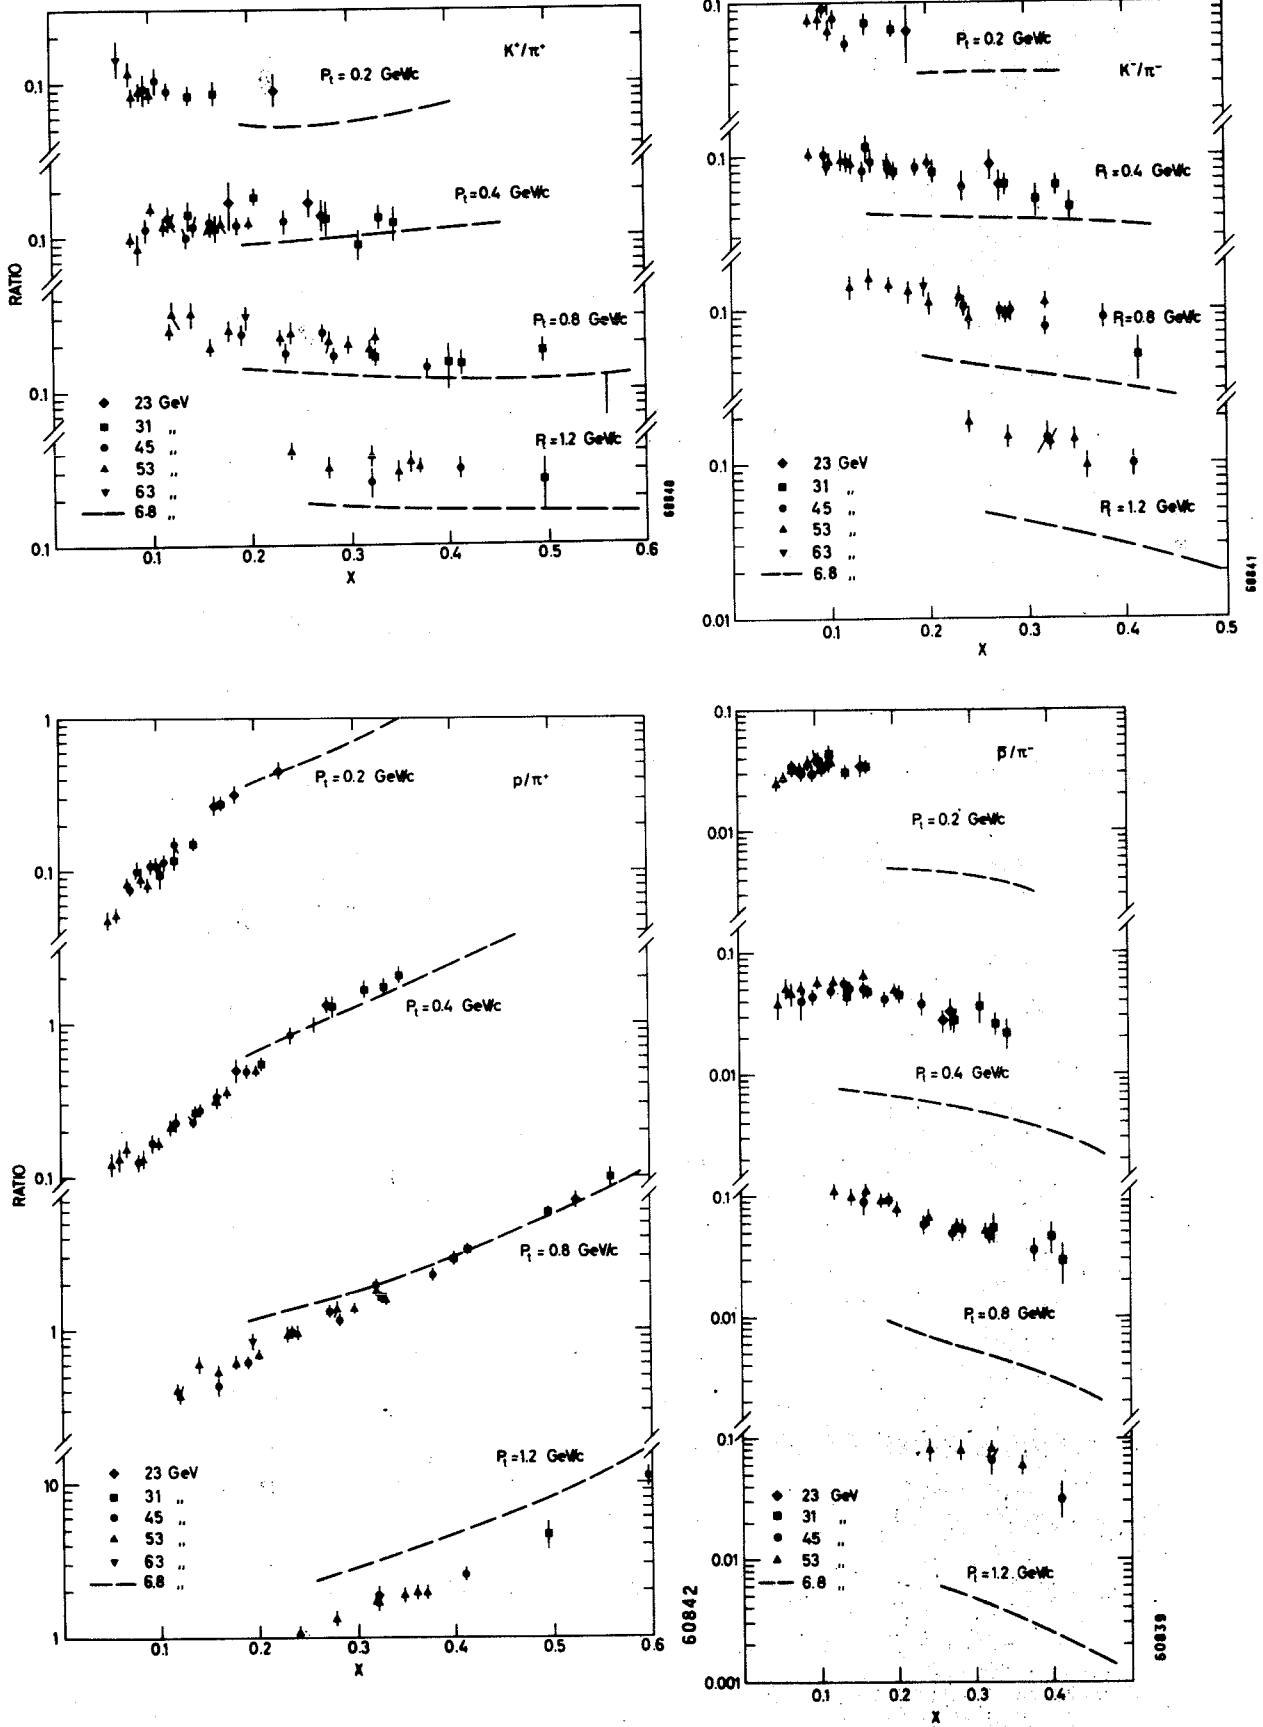 K⁺/π⁺
Pₜ = 0.2 GeV/c
0.1
Pₜ = 0.4 GeV/c
0.1
RATIO
Pₜ = 0.8 GeV/c
0.1
23 GeV
31 „
45 „
53 „
63 „
6.8 „
Pₜ = 1.2 GeV/c
0.1
0.1 0.2 0.3 0.4 0.5 0.6
X
60840
0.1
Pₜ = 0.2 GeV/c
K⁻/π⁻
0.1
Pₜ = 0.4 GeV/c
0.1
Pₜ = 0.8 GeV/c
0.1
23 GeV
31 „
45 „
53 „
63 „
6.8 „
Pₜ = 1.2 GeV/c
0.01
0.1 0.2 0.3 0.4 0.5
X
60841
1
Pₜ = 0.2 GeV/c
p/π⁺
0.1
1
Pₜ = 0.4 GeV/c
0.1
RATIO
Pₜ = 0.8 GeV/c
1
Pₜ = 1.2 GeV/c
10
23 GeV
31 „
45 „
53 „
63 „
6.8 „
1
0.1 0.2 0.3 0.4 0.5 0.6
X
60842
0.1
p̄/π⁻
Pₜ = 0.2 GeV/c
0.01
0.1
Pₜ = 0.4 GeV/c
0.01
0.1
Pₜ = 0.8 GeV/c
0.01
0.1
23 GeV
31 „
45 „
53 „
6.8 „
0.01
Pₜ = 1.2 GeV/c
0.001
0.1 0.2 0.3 0.4
X
60839